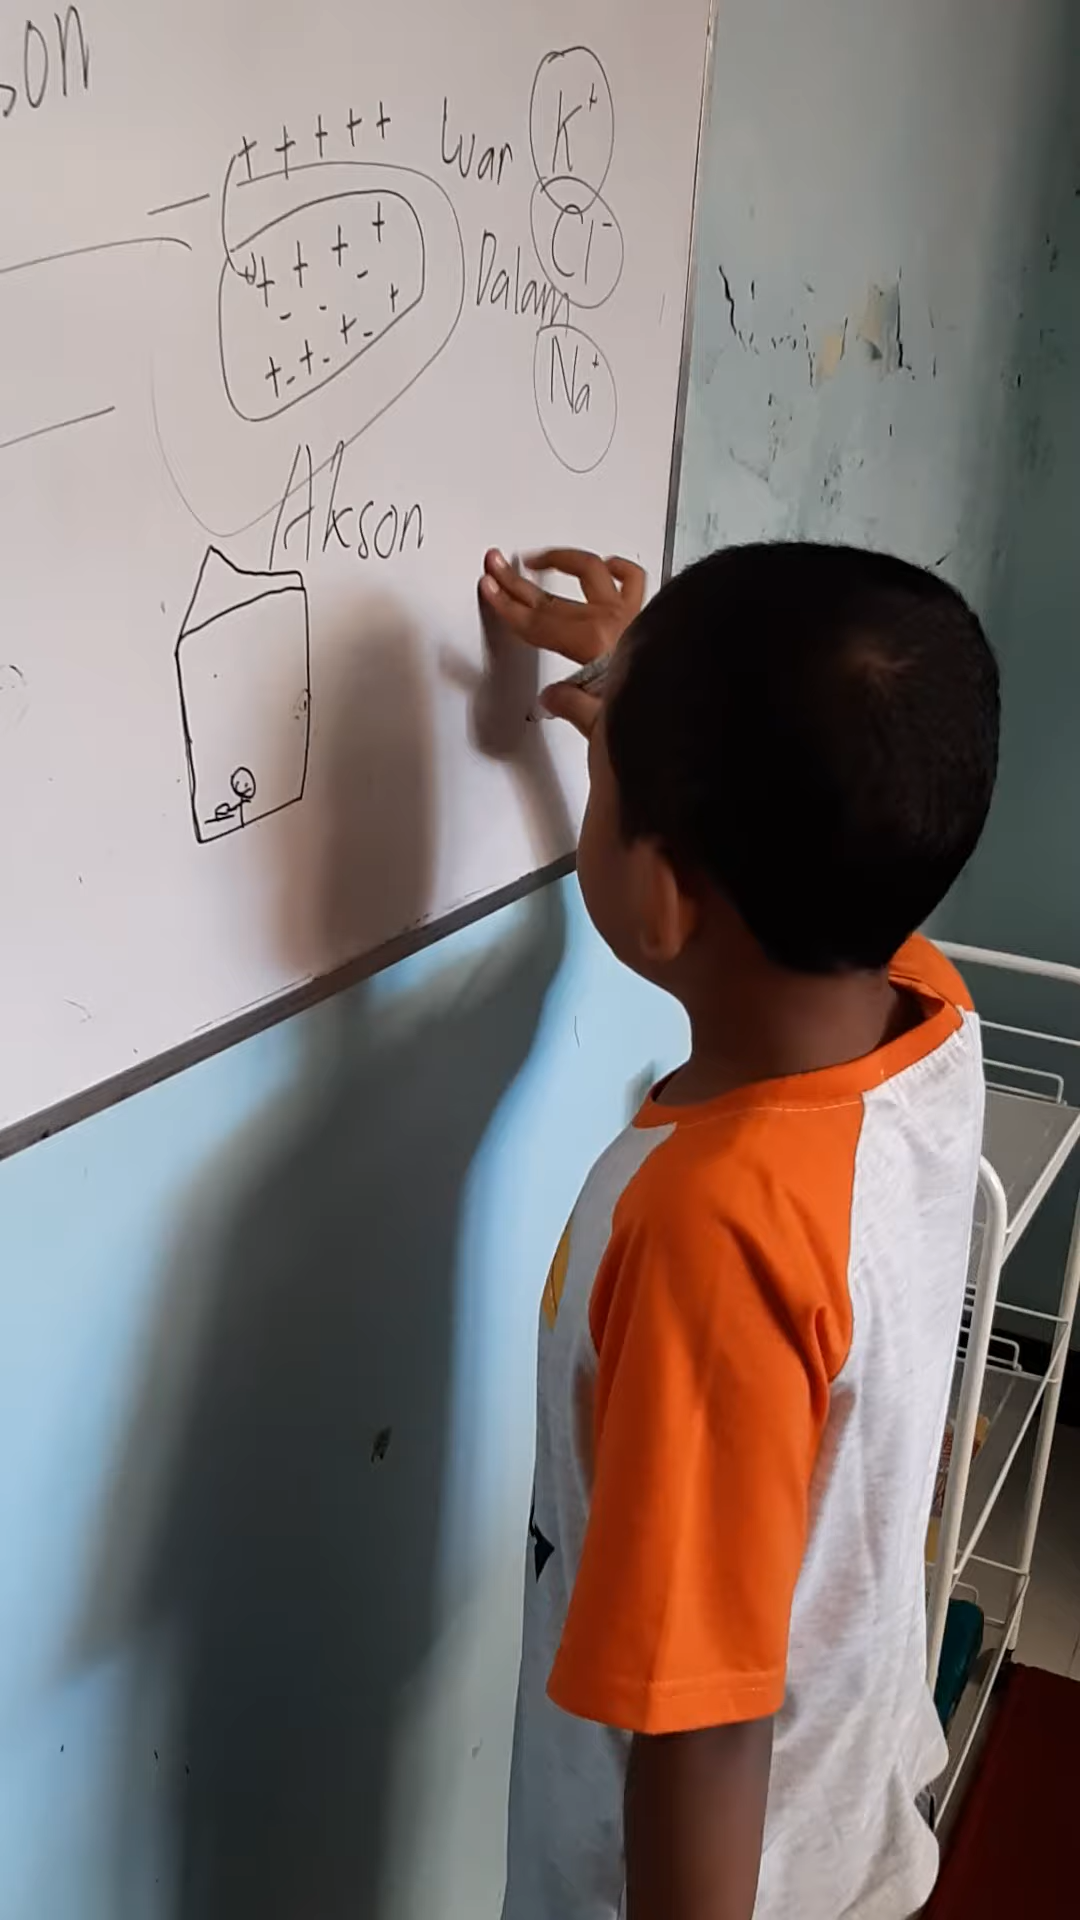 son
+ + + + +
Luar
K⁺
Cl⁻
Dalam
Na⁺
+ + + +
- - -
+ - + - + - +
Akson